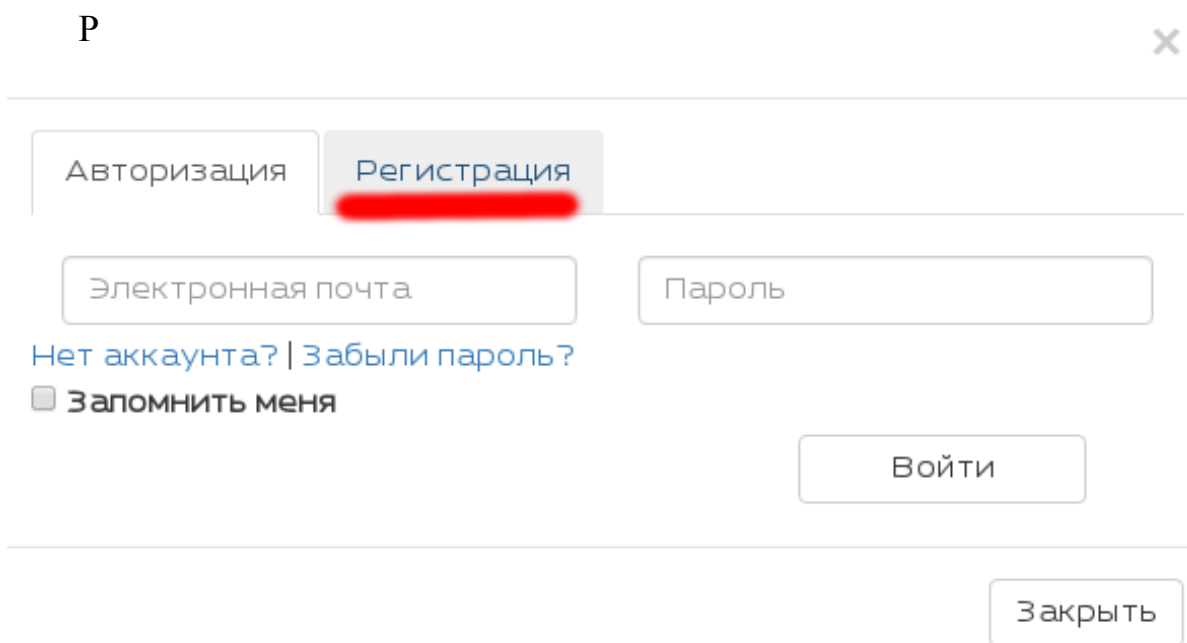 Р
×
Авторизация Регистрация
Электронная почта Пароль
Нет аккаунта? | Забыли пароль?
Запомнить меня
Войти
Закрыть